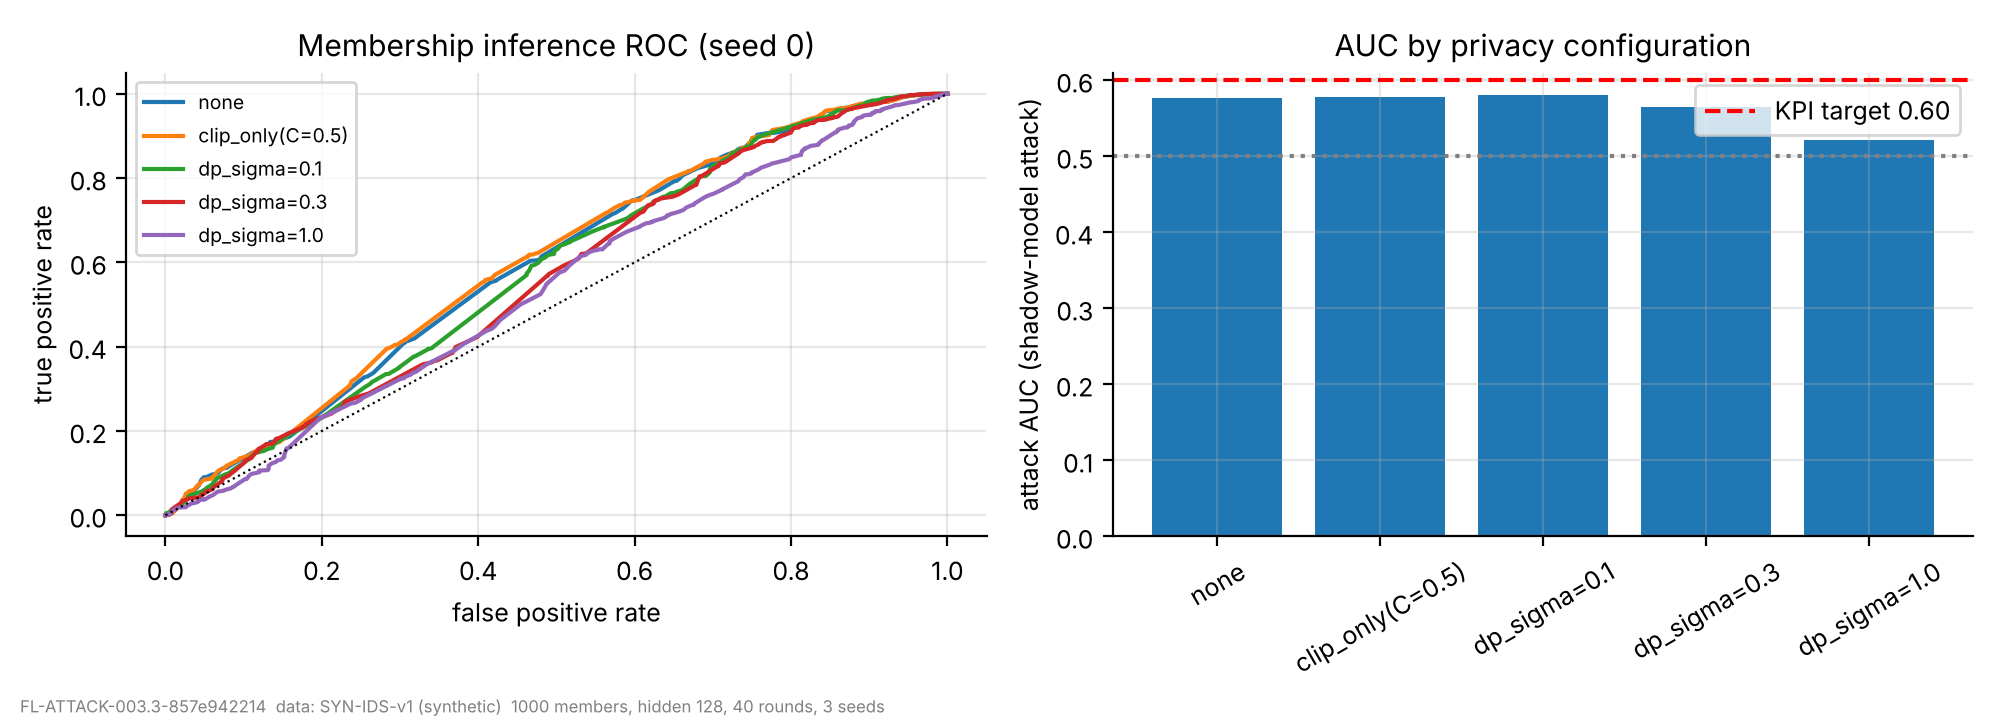 Membership inference ROC (seed 0)
none
clip_only(C=0.5)
dp_sigma=0.1
dp_sigma=0.3
dp_sigma=1.0
true positive rate
1.0
0.8
0.6
0.4
0.2
0.0
0.0 0.2 0.4 0.6 0.8 1.0
false positive rate
AUC by privacy configuration
KPI target 0.60
attack AUC (shadow-model attack)
0.6
0.5
0.4
0.3
0.2
0.1
0.0
none
clip_only(C=0.5)
dp_sigma=0.1
dp_sigma=0.3
dp_sigma=1.0
FL-ATTACK-003.3-857e942214 data: SYN-IDS-v1 (synthetic) 1000 members, hidden 128, 40 rounds, 3 seeds